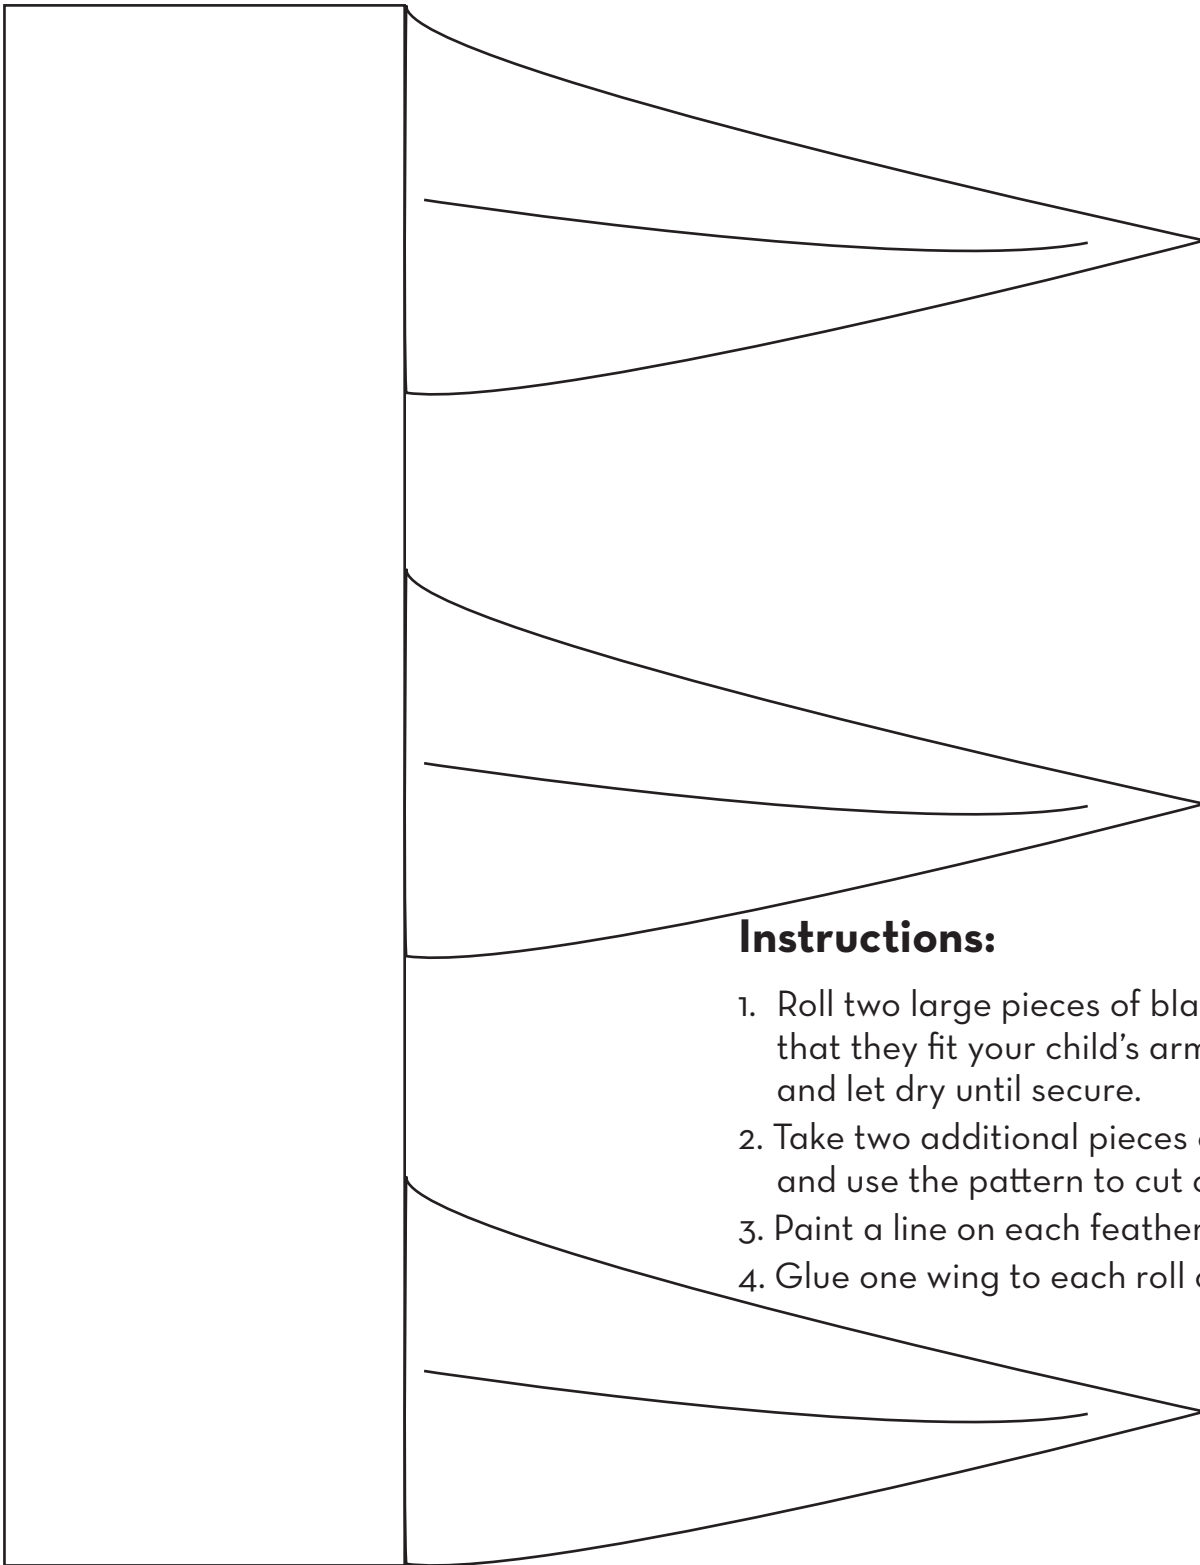 Instructions:
1. Roll two large pieces of bla
that they fit your child’s arm
and let dry until secure.
2. Take two additional pieces
and use the pattern to cut
3. Paint a line on each feather
4. Glue one wing to each roll